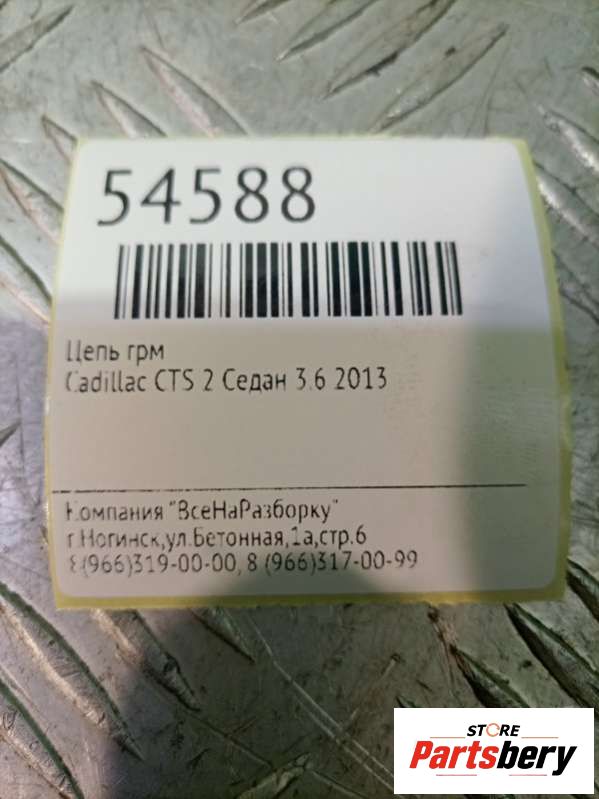 54588
Цепь грм
Cadillac CTS 2 Седан 3.6 2013
Компания "ВсеНаРазборку"
г.Ногинск,ул.Бетонная,1а,стр.6
8(966)319-00-00, 8 (966)317-00-99
STORE
Partsbery